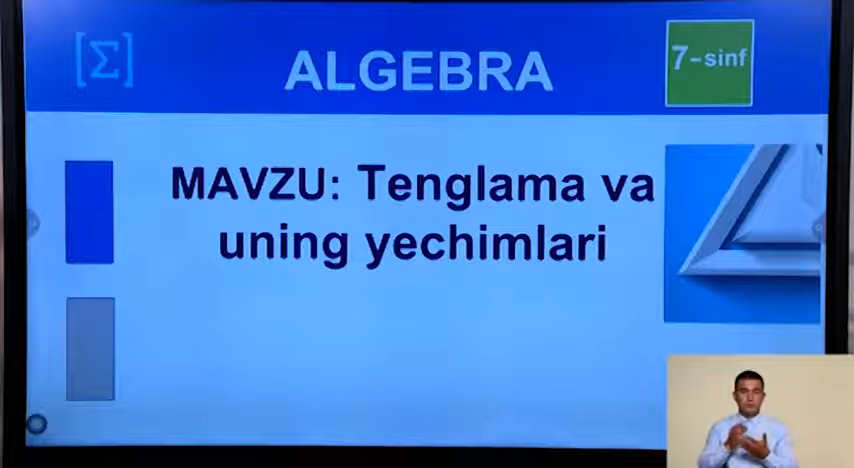 [Σ]
ALGEBRA
7-sinf
MAVZU: Tenglama va
uning yechimlari